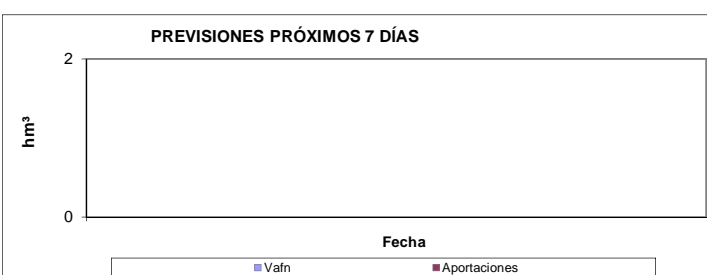 PREVISIONES PRÓXIMOS 7 DÍAS
2
hm³
0
Fecha
Vafn Aportaciones